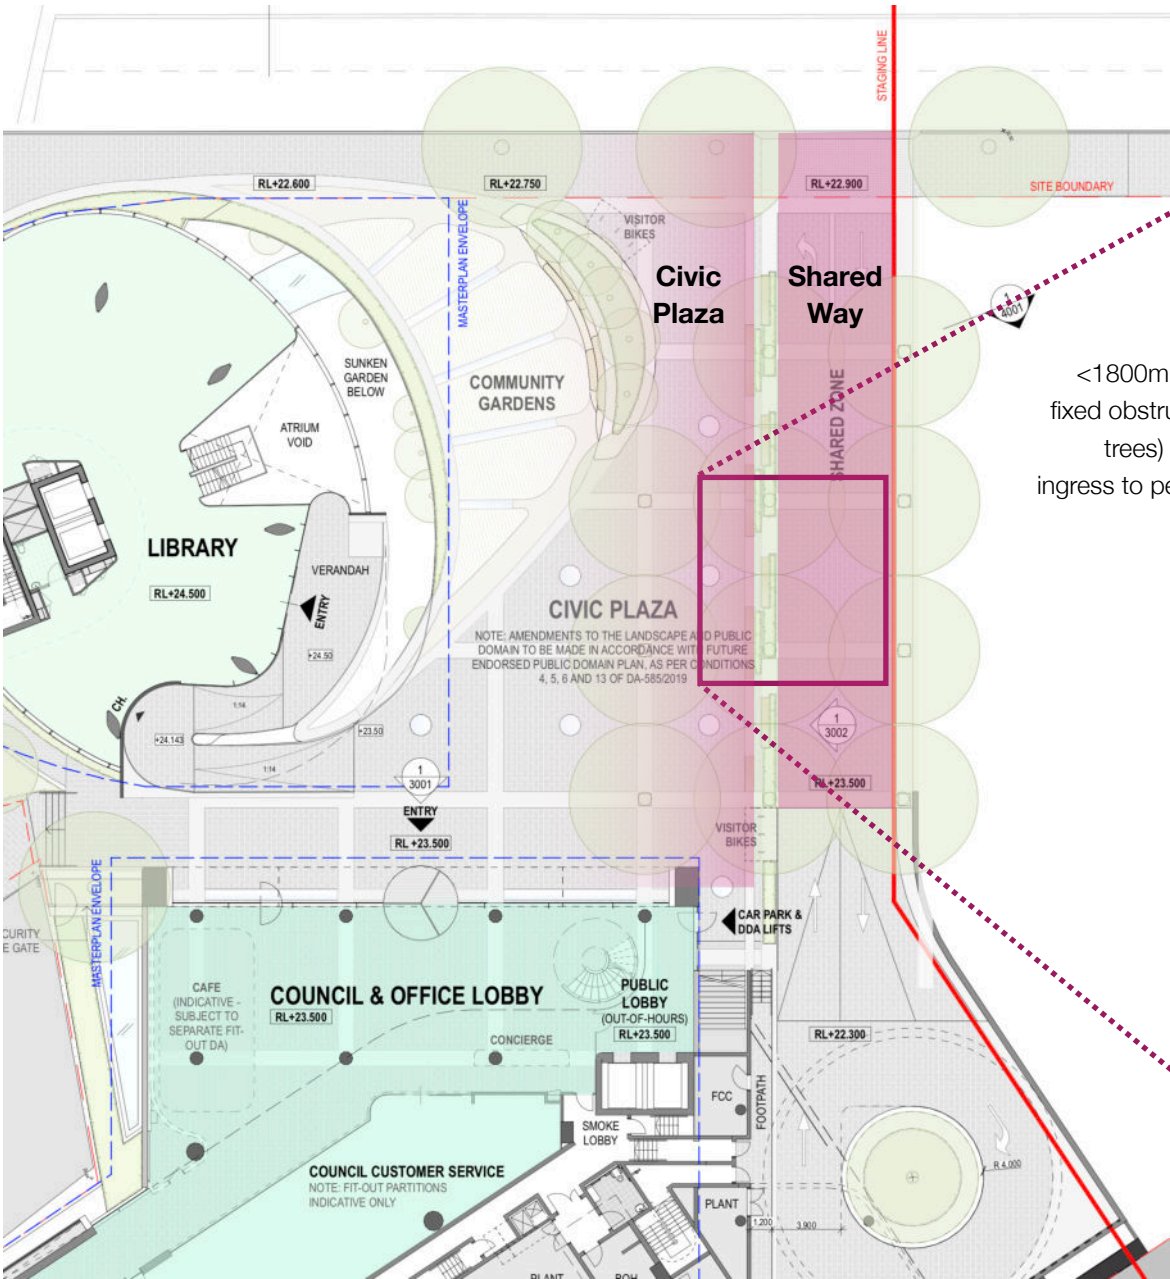 STAGING LINE
RL+22.600
RL+22.750
RL+22.900
SITE BOUNDARY
MASTERPLAN ENVELOPE
VISITOR
BIKES
Civic
Plaza
Shared
Way
1
4001
SUNKEN
GARDEN
BELOW
COMMUNITY
GARDENS
SHARED ZONE
<1800m
fixed obstru
trees)
ingress to pe
ATRIUM
VOID
LIBRARY
RL+24.500
VERANDAH
ENTRY
+24.50
CIVIC PLAZA
NOTE: AMENDMENTS TO THE LANDSCAPE AND PUBLIC
DOMAIN TO BE MADE IN ACCORDANCE WITH FUTURE
ENDORSED PUBLIC DOMAIN PLAN, AS PER CONDITIONS
4, 5, 6 AND 13 OF DA-585/2019
CH.
1:14
+24.143
+23.50
1:14
1
3001
1
3002
RL+23.500
ENTRY
RL +23.500
VISITOR
BIKES
MASTERPLAN ENVELOPE
CURITY
E GATE
CAR PARK &
DDA LIFTS
CAFE
(INDICATIVE -
SUBJECT TO
SEPARATE FIT-
OUT DA)
COUNCIL & OFFICE LOBBY
RL+23.500
PUBLIC
LOBBY
(OUT-OF-HOURS)
RL+23.500
CONCIERGE
RL+22.300
FCC
FOOTPATH
SMOKE
LOBBY
COUNCIL CUSTOMER SERVICE
NOTE: FIT-OUT PARTITIONS
INDICATIVE ONLY
R 4,000
PLANT
1,200
3,900
PLANT
BOH